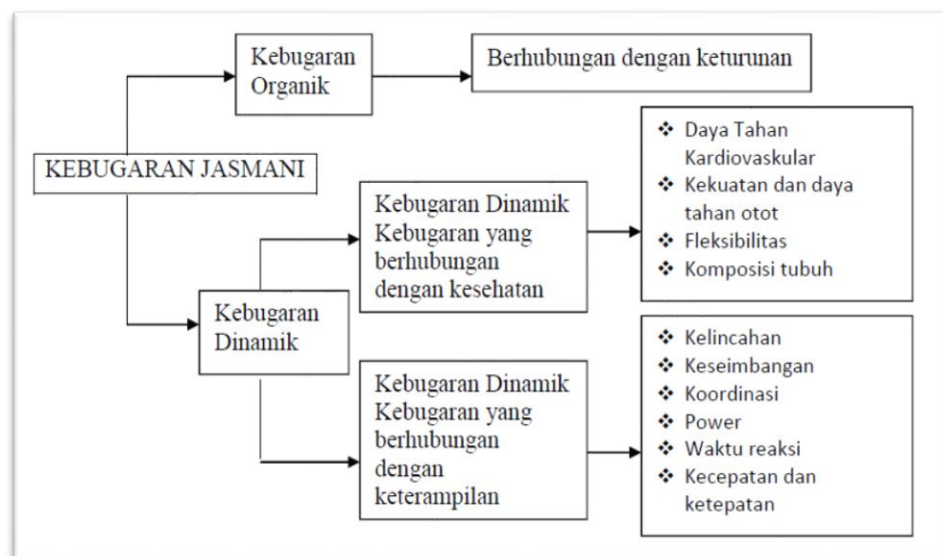 Kebugaran
Organik
Berhubungan dengan keturunan
KEBUGARAN JASMANI
Kebugaran
Dinamik
Kebugaran Dinamik
Kebugaran yang
berhubungan
dengan kesehatan
❖ Daya Tahan
Kardiovaskular
❖ Kekuatan dan daya
tahan otot
❖ Fleksibilitas
❖ Komposisi tubuh
Kebugaran Dinamik
Kebugaran yang
berhubungan
dengan
keterampilan
❖ Kelincahan
❖ Keseimbangan
❖ Koordinasi
❖ Power
❖ Waktu reaksi
❖ Kecepatan dan
ketepatan